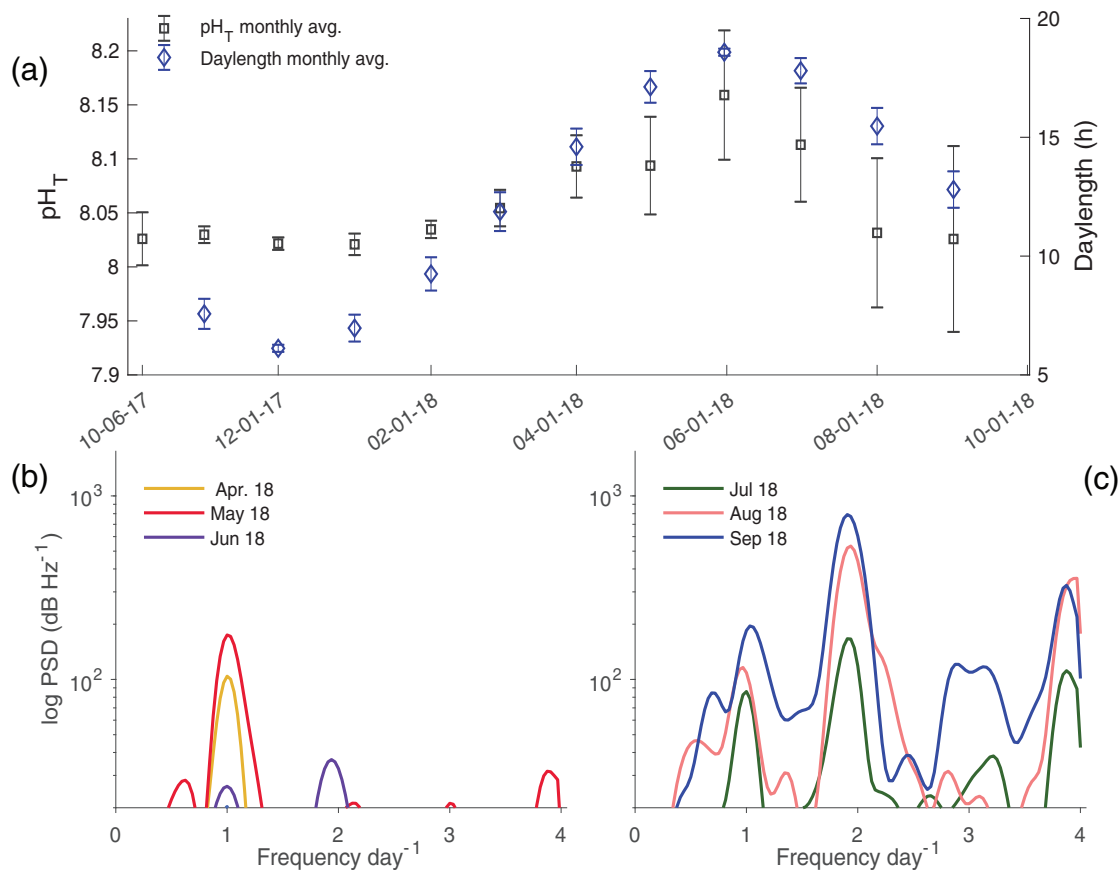 (a)
pH_T monthly avg.
Daylength monthly avg.
8.2
8.15
8.1
8.05
8
7.95
7.9
pH_T
20
15
10
5
Daylength (h)
10-06-17
12-01-17
02-01-18
04-01-18
06-01-18
08-01-18
10-01-18
(b)
Apr. 18
May 18
Jun 18
10^3
10^2
log PSD (dB Hz^-1)
0 1 2 3 4
Frequency day^-1
(c)
Jul 18
Aug 18
Sep 18
10^3
10^2
0 1 2 3 4
Frequency day^-1